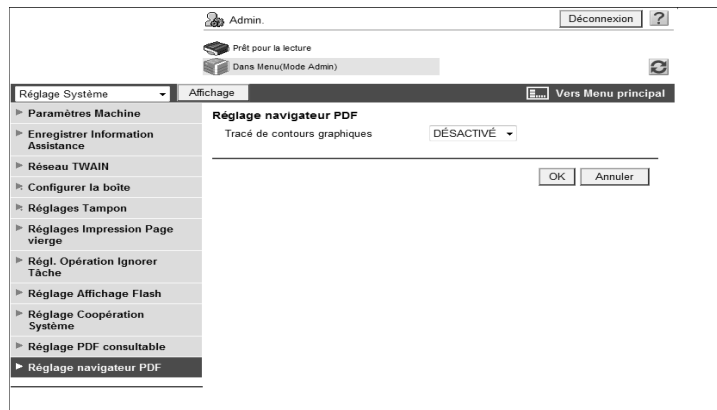 Admin.
Déconnexion ?
Prêt pour la lecture
Dans Menu(Mode Admin)
Réglage Système
Affichage
Vers Menu principal
Paramètres Machine
Enregistrer Information
Assistance
Réseau TWAIN
Configurer la boîte
Réglages Tampon
Réglages Impression Page
vierge
Régl. Opération Ignorer
Tâche
Réglage Affichage Flash
Réglage Coopération
Système
Réglage PDF consultable
Réglage navigateur PDF
Réglage navigateur PDF
Tracé de contours graphiques DÉSACTIVÉ
OK Annuler